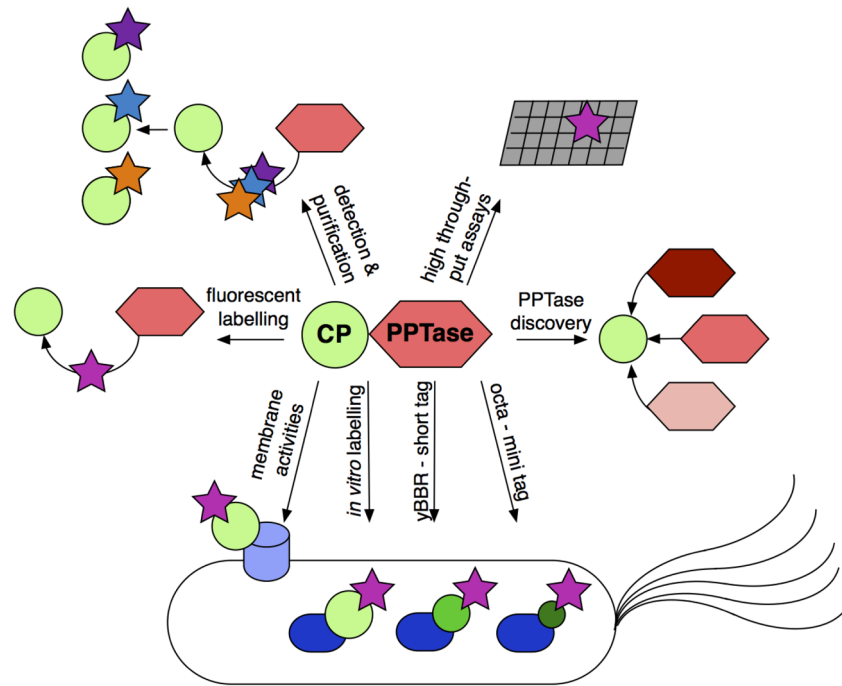 detection &
purification
high through-
put assays
fluorescent
labelling
CP
PPTase
PPTase
discovery
membrane
activities
in vitro labelling
yBBR - short tag
octa - mini tag